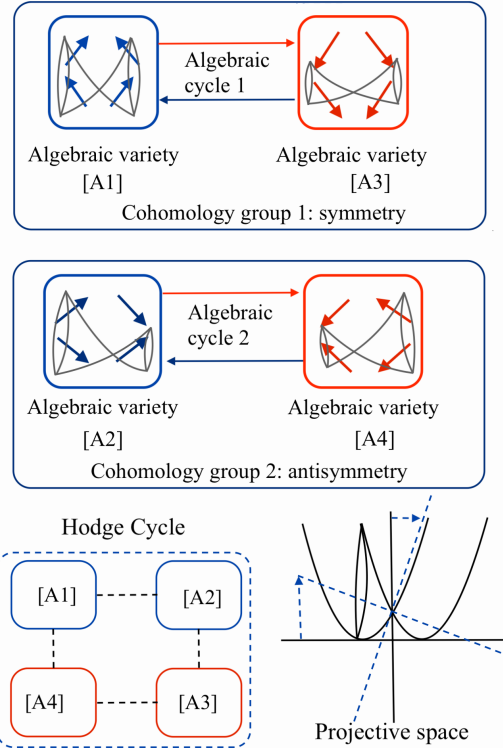 Algebraic
cycle 1
Algebraic variety
[A1]
Algebraic variety
[A3]
Cohomology group 1: symmetry
Algebraic
cycle 2
Algebraic variety
[A2]
Algebraic variety
[A4]
Cohomology group 2: antisymmetry
Hodge Cycle
[A1]
[A2]
[A4]
[A3]
Projective space